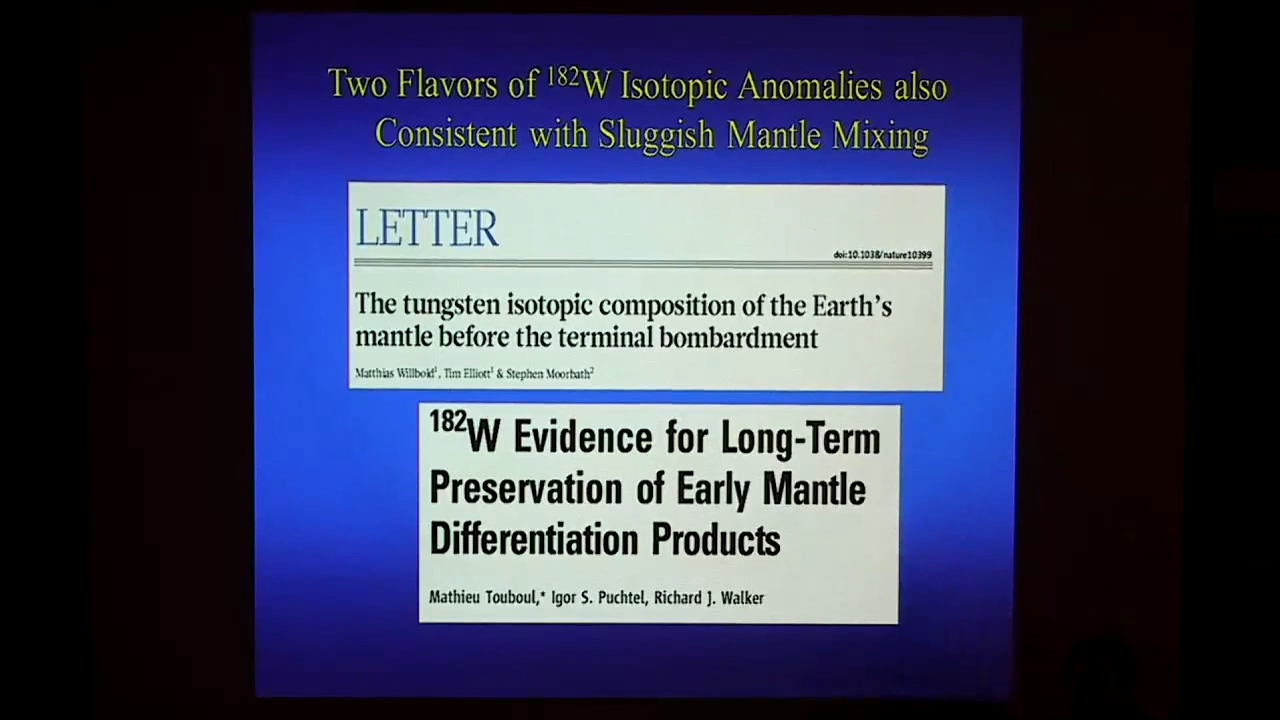 Two Flavors of ¹⁸²W Isotopic Anomalies also
Consistent with Sluggish Mantle Mixing
LETTER
doi:10.1038/nature10399
The tungsten isotopic composition of the Earth's
mantle before the terminal bombardment
Matthias Willbold¹, Tim Elliott¹ & Stephen Moorbath²
¹⁸²W Evidence for Long-Term
Preservation of Early Mantle
Differentiation Products
Mathieu Touboul,* Igor S. Puchtel, Richard J. Walker